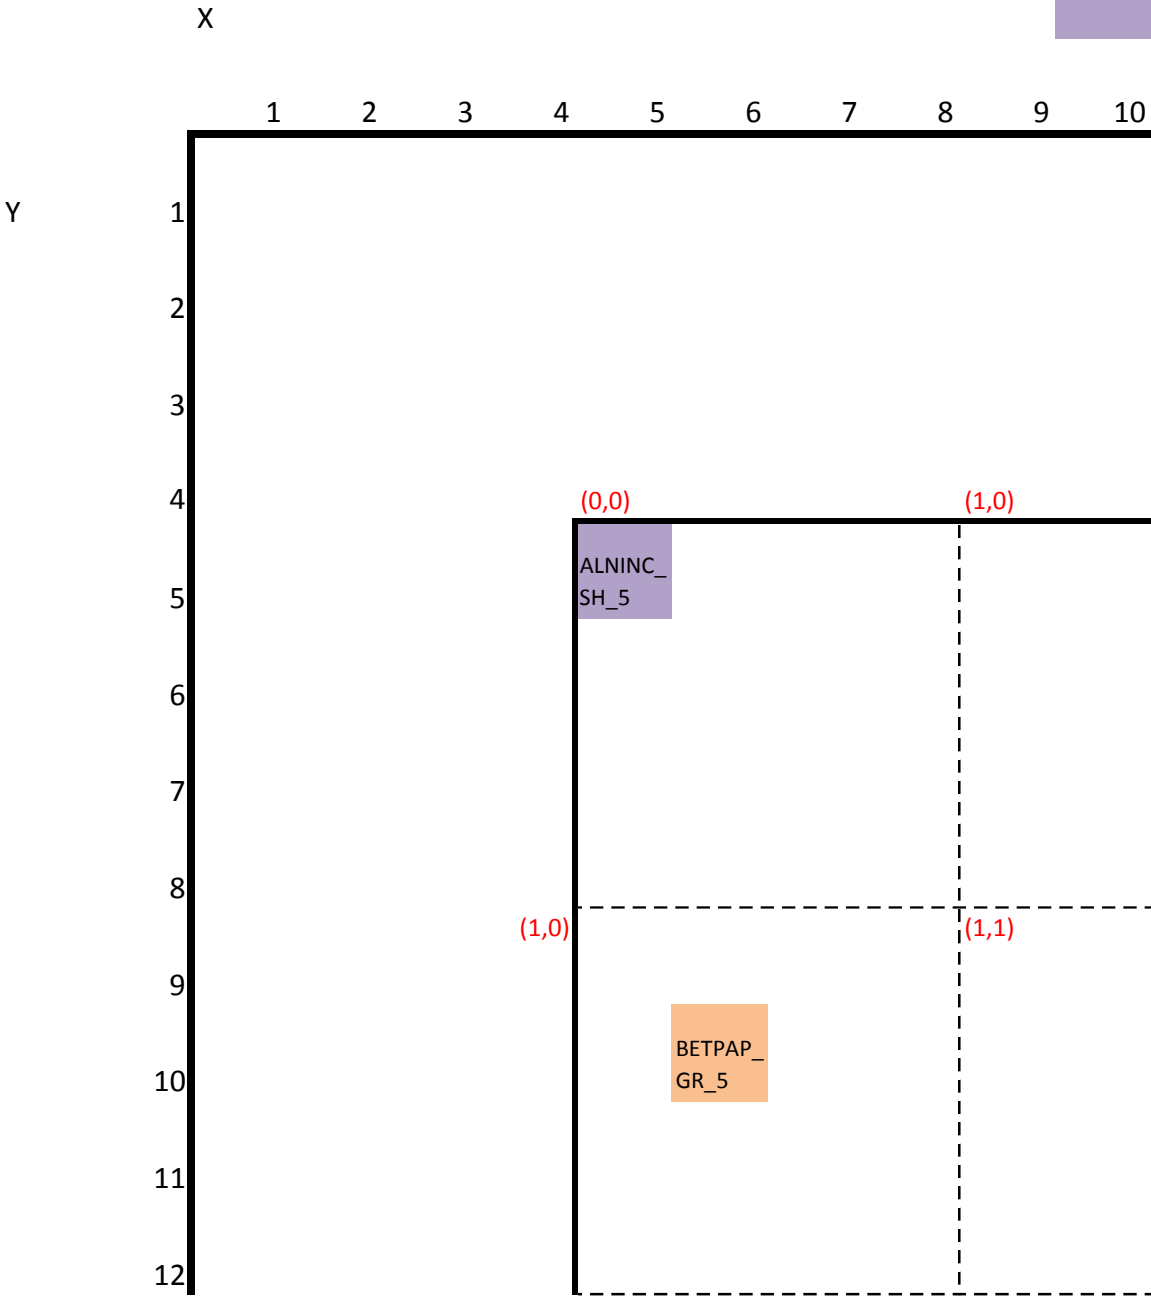 X
1 2 3 4 5 6 7 8 9 10
Y 1
2
3
4 (0,0) (1,0)
ALNINC_
5 SH_5
6
7
8
(1,0) (1,1)
9
BETPAP_
10 GR_5
11
12